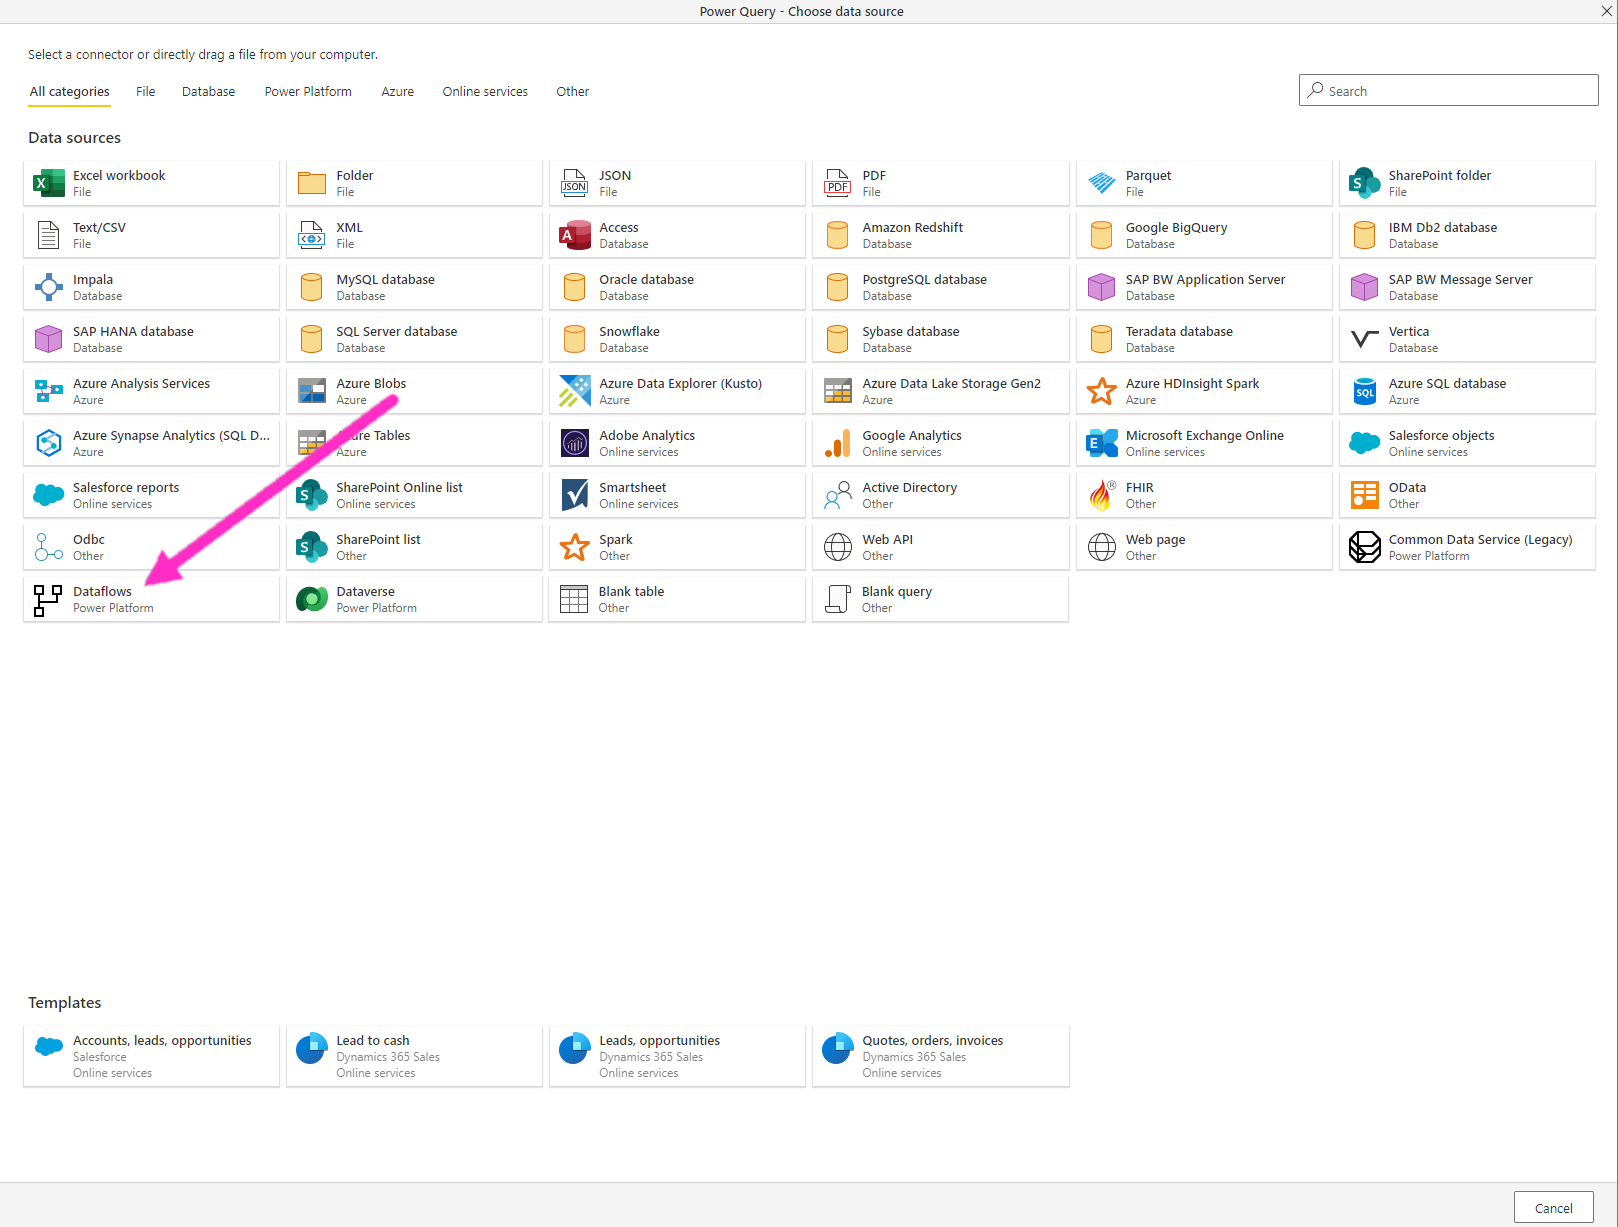 Power Query - Choose data source
Select a connector or directly drag a file from your computer.
All categories File Database Power Platform Azure Online services Other
Search
Data sources
Excel workbook
File
Folder
File
JSON
JSON
File
PDF
PDF
File
Parquet
File
S
SharePoint folder
File
Text/CSV
File
XML
File
A
Access
Database
Amazon Redshift
Database
Google BigQuery
Database
IBM Db2 database
Database
Impala
Database
MySQL database
Database
Oracle database
Database
PostgreSQL database
Database
SAP BW Application Server
Database
SAP BW Message Server
Database
SAP HANA database
Database
SQL Server database
Database
Snowflake
Database
Sybase database
Database
Teradata database
Database
Vertica
Database
Azure Analysis Services
Azure
Azure Blobs
Azure
Azure Data Explorer (Kusto)
Azure
Azure Data Lake Storage Gen2
Azure
Azure HDInsight Spark
Azure
SQL
Azure SQL database
Azure
Azure Synapse Analytics (SQL D...
Azure
Azure Tables
Azure
Adobe Analytics
Online services
Google Analytics
Online services
E
Microsoft Exchange Online
Online services
Salesforce objects
Online services
Salesforce reports
Online services
S
SharePoint Online list
Online services
Smartsheet
Online services
Active Directory
Other
FHIR
Other
OData
Other
Odbc
Other
S
SharePoint list
Other
Spark
Other
Web API
Other
Web page
Other
Common Data Service (Legacy)
Power Platform
Dataflows
Power Platform
Dataverse
Power Platform
Blank table
Other
Blank query
Other
Templates
Accounts, leads, opportunities
Salesforce
Online services
Lead to cash
Dynamics 365 Sales
Online services
Leads, opportunities
Dynamics 365 Sales
Online services
Quotes, orders, invoices
Dynamics 365 Sales
Online services
Cancel